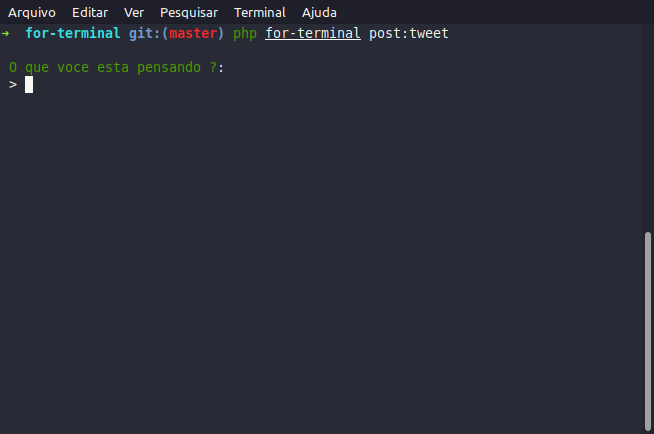 Arquivo Editar Ver Pesquisar Terminal Ajuda
➜ for-terminal git:(master) php for-terminal post:tweet
O que voce esta pensando ?:
>